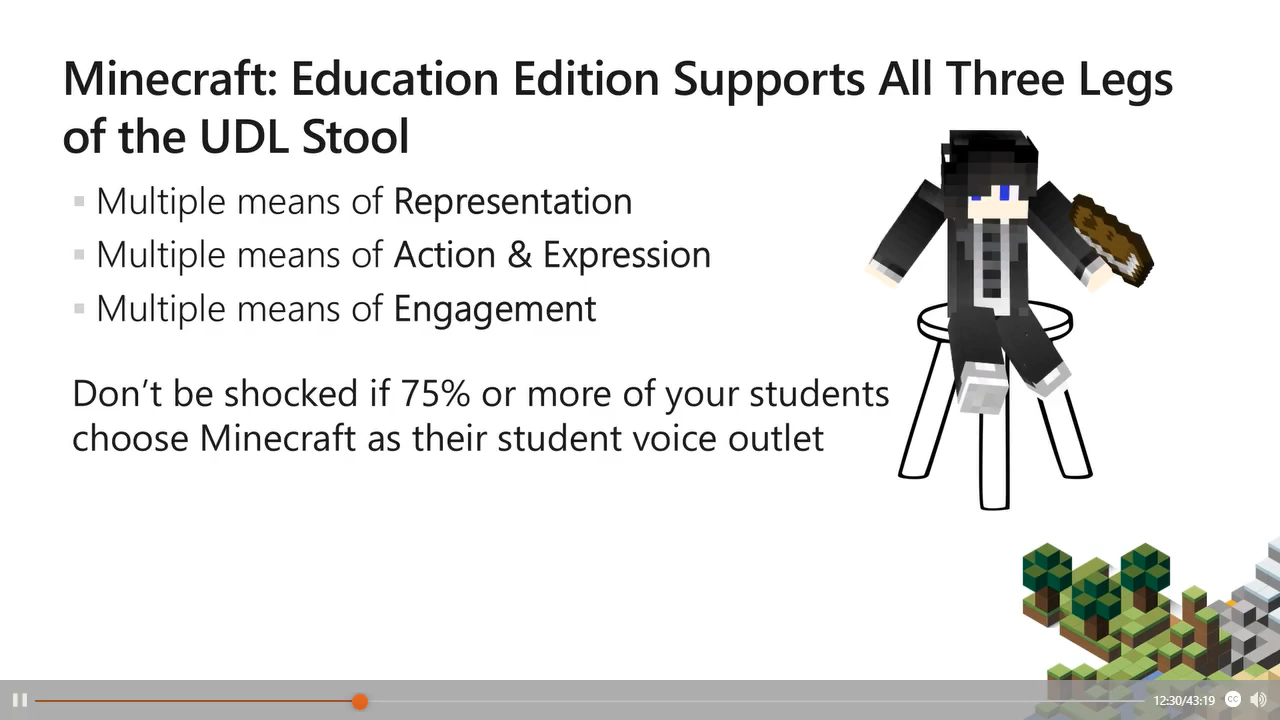 Minecraft: Education Edition Supports All Three Legs
of the UDL Stool
▪ Multiple means of Representation
▪ Multiple means of Action & Expression
▪ Multiple means of Engagement
Don’t be shocked if 75% or more of your students
choose Minecraft as their student voice outlet
12:30/43:19 CC